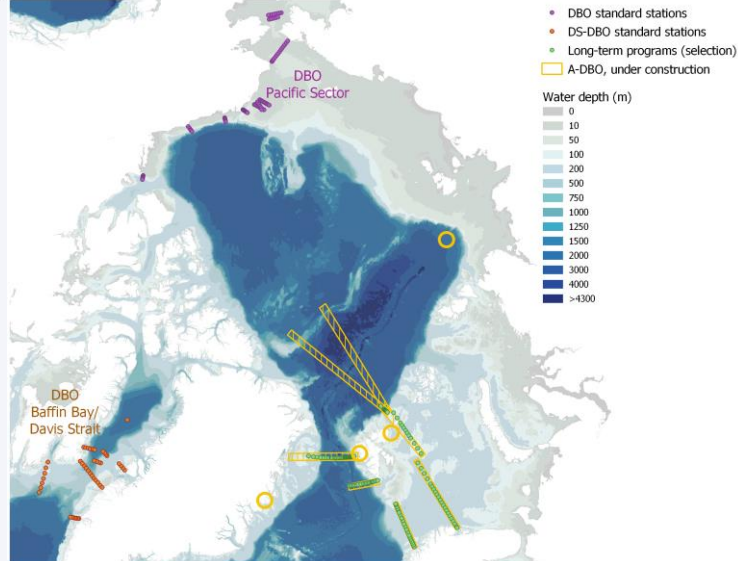 DBO standard stations
DS-DBO standard stations
Long-term programs (selection)
A-DBO, under construction
Water depth (m)
0
10
50
100
200
500
750
1000
1250
1500
2000
3000
4000
>4300
DBO
Pacific Sector
DBO
Baffin Bay/
Davis Strait